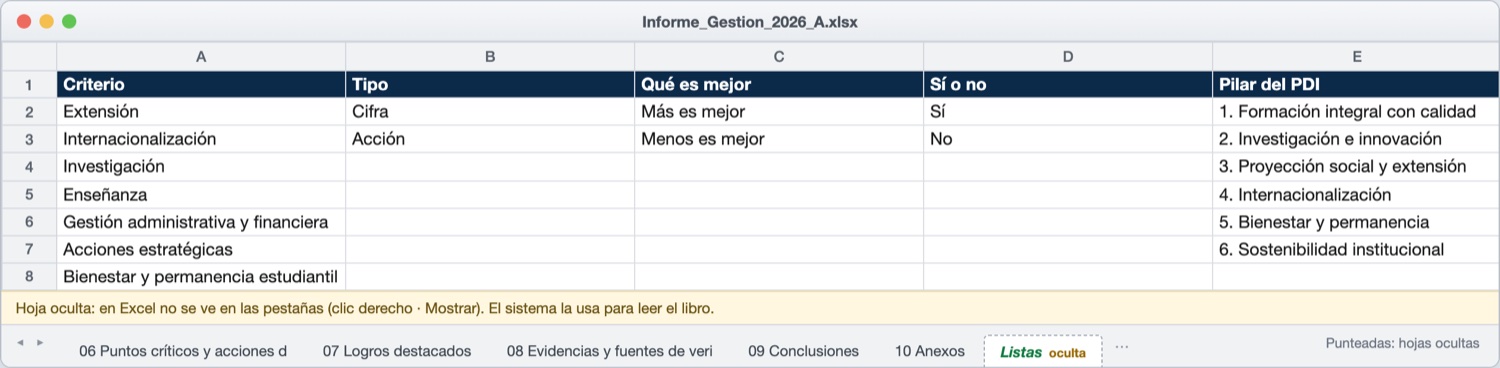 Informe_Gestion_2026_A.xlsx
A B C D E
1 Criterio Tipo Qué es mejor Sí o no Pilar del PDI
2 Extensión Cifra Más es mejor Sí 1. Formación integral con calidad
3 Internacionalización Acción Menos es mejor No 2. Investigación e innovación
4 Investigación 3. Proyección social y extensión
5 Enseñanza 4. Internacionalización
6 Gestión administrativa y financiera 5. Bienestar y permanencia
7 Acciones estratégicas 6. Sostenibilidad institucional
8 Bienestar y permanencia estudiantil
Hoja oculta: en Excel no se ve en las pestañas (clic derecho · Mostrar). El sistema la usa para leer el libro.
06 Puntos críticos y acciones d 07 Logros destacados 08 Evidencias y fuentes de veri 09 Conclusiones 10 Anexos Listas oculta ... Punteadas: hojas ocultas